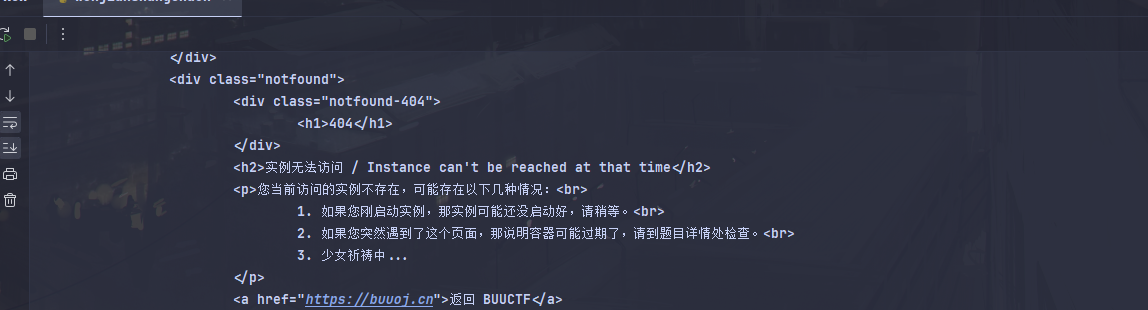 </div>
<div class="notfound">
<div class="notfound-404">
<h1>404</h1>
</div>
<h2>实例无法访问 / Instance can't be reached at that time</h2>
<p>您当前访问的实例不存在，可能存在以下几种情况：<br>
1. 如果您刚启动实例，那实例可能还没启动好，请稍等。<br>
2. 如果您突然遇到了这个页面，那说明容器可能过期了，请到题目详情处检查。<br>
3. 少女祈祷中...
</p>
<a href="https://buuoj.cn">返回 BUUCTF</a>